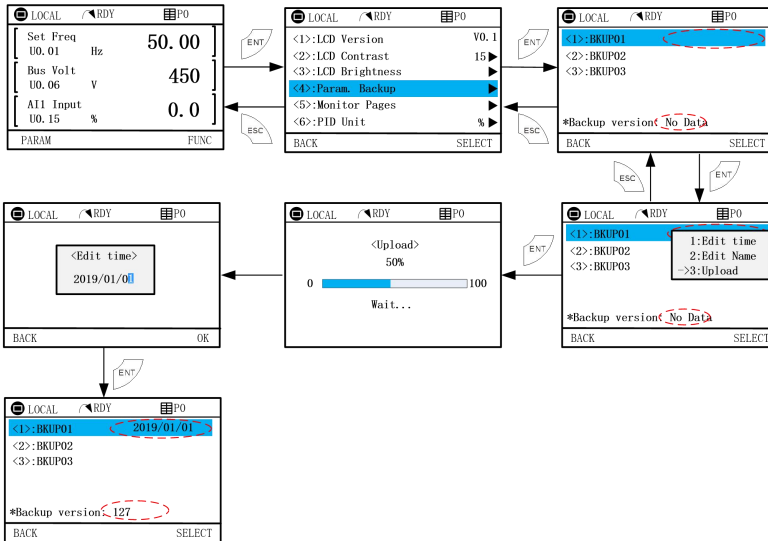 LOCAL RDY P0
Set Freq
U0.01 Hz 50.00
Bus Volt
U0.06 V 450
AI1 Input
U0.15 % 0.0
PARAM FUNC
ENT
ESC
LOCAL RDY P0
<1>:LCD Version V0.1
<2>:LCD Contrast 15
<3>:LCD Brightness
<4>:Param. Backup
<5>:Monitor Pages
<6>:PID Unit %
BACK SELECT
ENT
ESC
LOCAL RDY P0
<1>:BKUP01
<2>:BKUP02
<3>:BKUP03
*Backup version: No Data
BACK SELECT
ESC
ENT
LOCAL RDY P0
<1>:BKUP01
<2>:BKUP02
<3>:BKUP03
1:Edit time
2:Edit Name
->3:Upload
*Backup version: No Data
BACK SELECT
ENT
LOCAL RDY P0
<Upload>
50%
0 100
Wait...
LOCAL RDY P0
<Edit time>
2019/01/01
BACK OK
ENT
LOCAL RDY P0
<1>:BKUP01 2019/01/01
<2>:BKUP02
<3>:BKUP03
*Backup version: 127
BACK SELECT